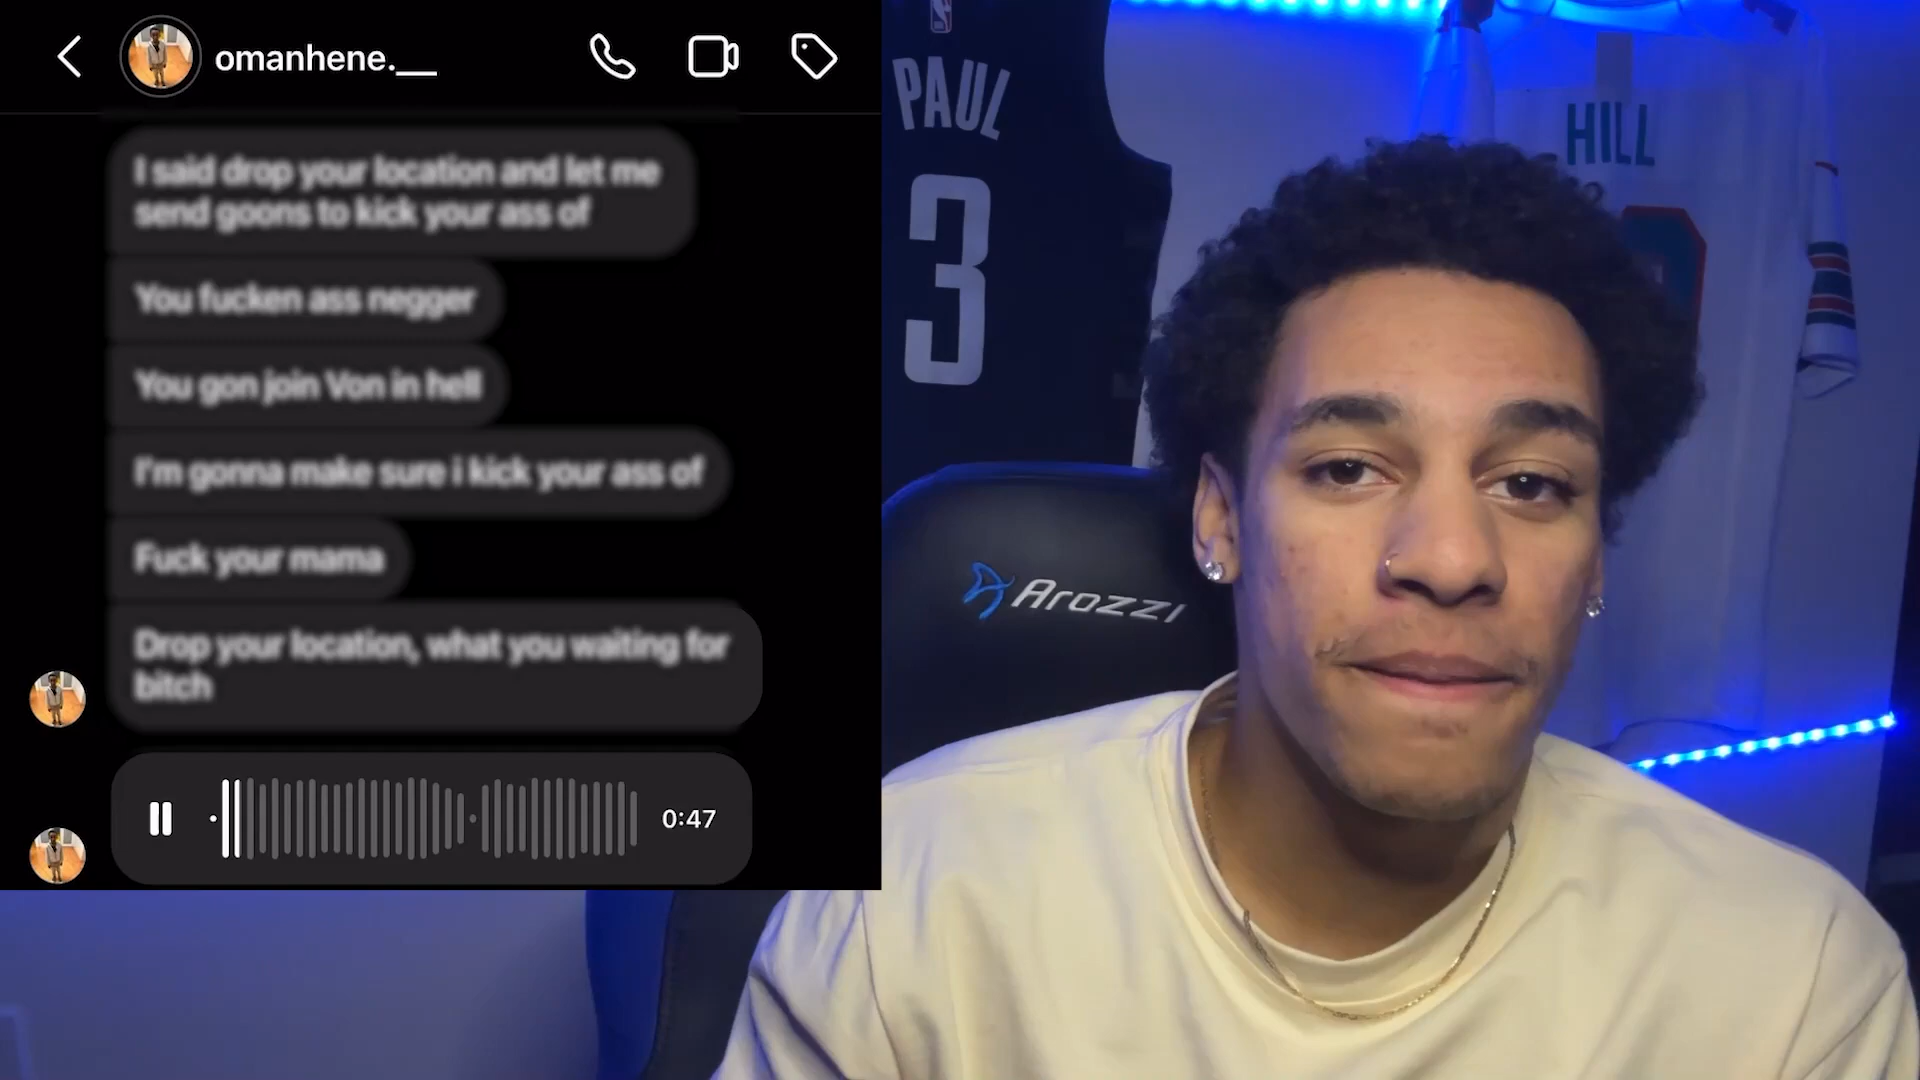 omanhene.__
I said drop your location and let me
send goons to kick your ass of
You fucken ass negger
You gon join Von in hell
I'm gonna make sure i kick your ass of
Fuck your mama
Drop your location, what you waiting for
bitch
0:47
PAUL
3
HILL
Arozzi